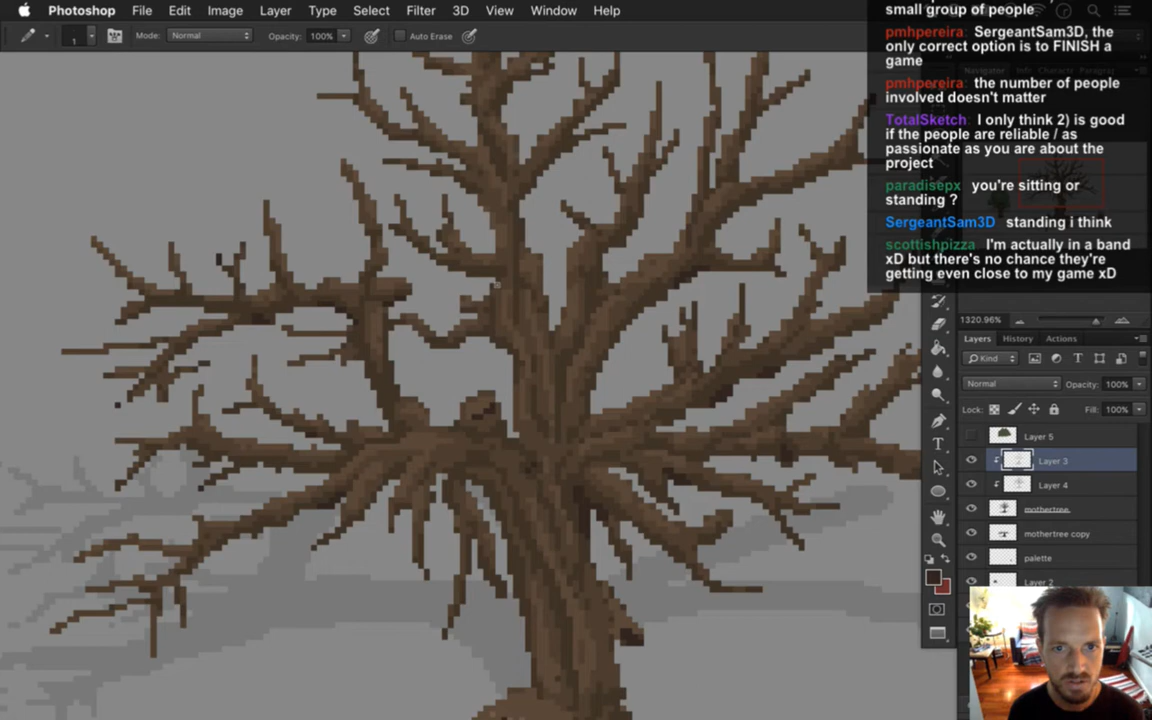 Photoshop File Edit Image Layer Type Select Filter 3D View Window Help
1 Mode: Normal Opacity: 100% Auto Erase
small group of people
pmhpereira: SergeantSam3D, the
only correct option is to FINISH a
game
pmhpereira: the number of people
involved doesn't matter
TotalSketch: I only think 2) is good
if the people are reliable / as
passionate as you are about the
project
paradisepx you're sitting or
standing ?
SergeantSam3D standing i think
scottishpizza I'm actually in a band
xD but there's no chance they're
getting even close to my game xD
1320.96%
Layers History Actions
Kind
Normal Opacity: 100%
Lock: Fill: 100%
Layer 5
Layer 3
Layer 4
mothertree
mothertree copy
palette
Layer 2